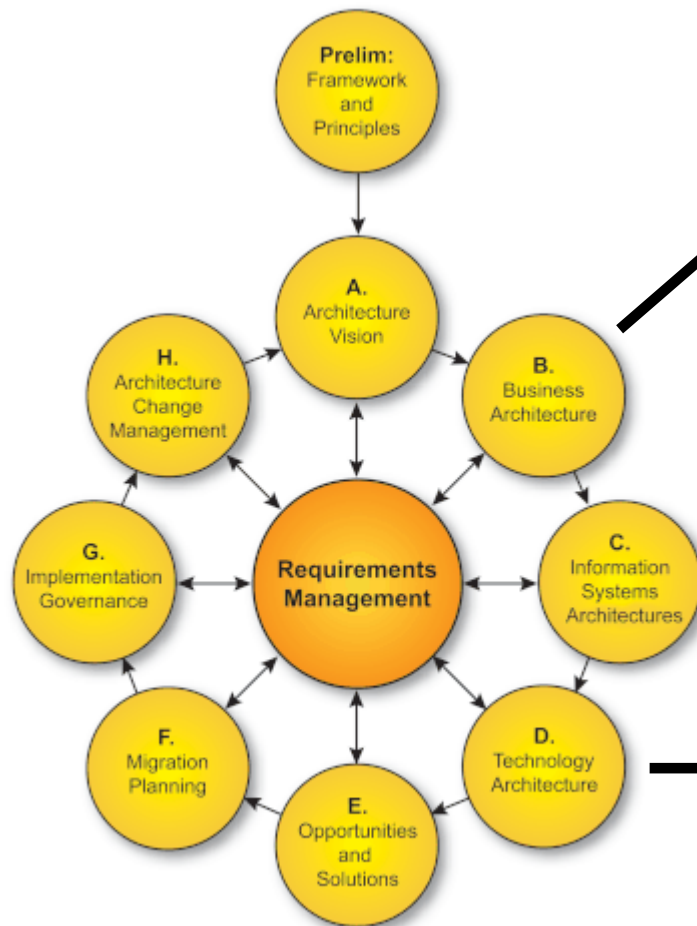 Prelim:
Framework
and
Principles
A.
Architecture
Vision
B.
Business
Architecture
C.
Information
Systems
Architectures
D.
Technology
Architecture
E.
Opportunities
and
Solutions
F.
Migration
Planning
G.
Implementation
Governance
H.
Architecture
Change
Management
Requirements
Management